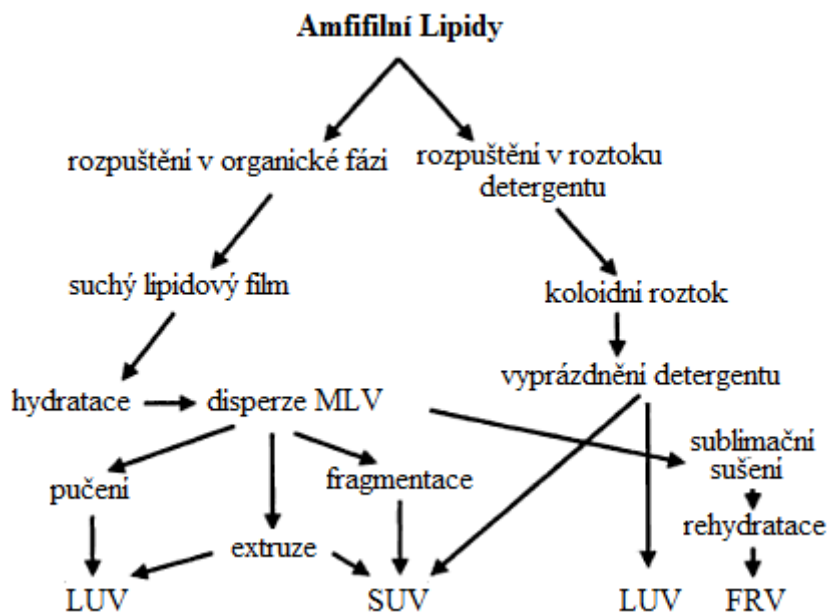 Amfifilní Lipidy
rozpuštění v organické fázi
rozpuštění v roztoku
detergentu
suchý lipidový film
koloidní roztok
vyprázdnění detergentu
hydratace
disperze MLV
sublimační
sušení
pučení
fragmentace
rehydratace
extruze
LUV
SUV
LUV
FRV